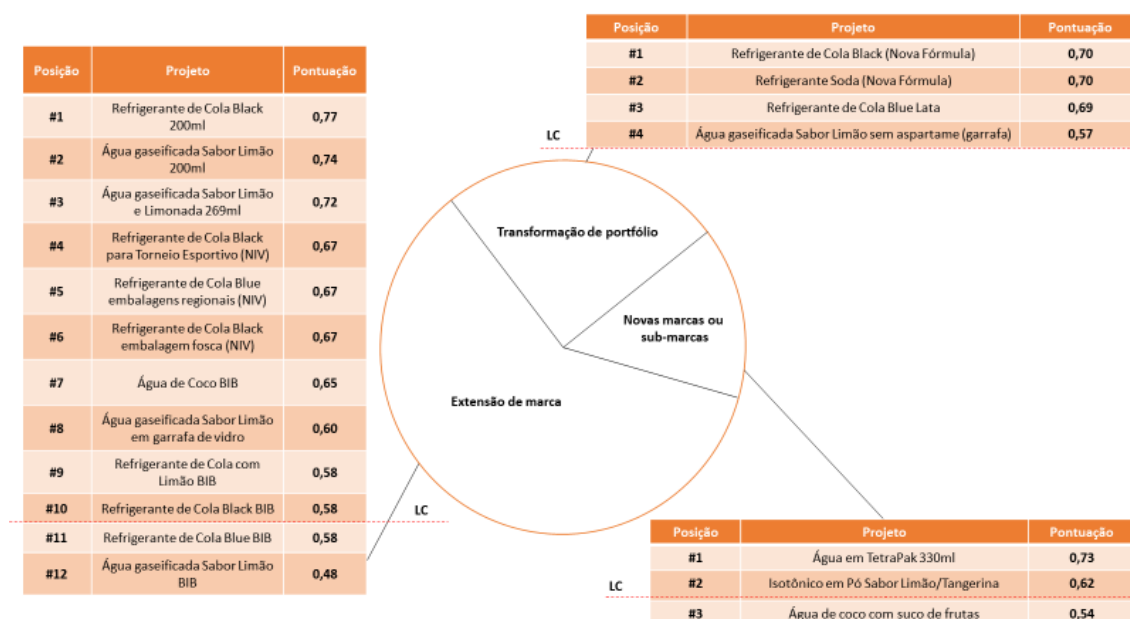 Posição Projeto Pontuação
#1 Refrigerante de Cola Black (Nova Fórmula) 0,70
#2 Refrigerante Soda (Nova Fórmula) 0,70
#3 Refrigerante de Cola Blue Lata 0,69
#4 Água gaseificada Sabor Limão sem aspartame (garrafa) 0,57
LC
Posição Projeto Pontuação
#1 Refrigerante de Cola Black
200ml 0,77
#2 Água gaseificada Sabor Limão
200ml 0,74
#3 Água gaseificada Sabor Limão
e Limonada 269ml 0,72
#4 Refrigerante de Cola Black
para Torneio Esportivo (NIV) 0,67
#5 Refrigerante de Cola Blue
embalagens regionais (NIV) 0,67
#6 Refrigerante de Cola Black
embalagem fosca (NIV) 0,67
#7 Água de Coco BIB 0,65
#8 Água gaseificada Sabor Limão
em garrafa de vidro 0,60
#9 Refrigerante de Cola com
Limão BIB 0,58
#10 Refrigerante de Cola Black BIB 0,58
LC
#11 Refrigerante de Cola Blue BIB 0,58
#12 Água gaseificada Sabor Limão
BIB 0,48
Transformação de portfólio
Novas marcas ou
sub-marcas
Extensão de marca
Posição Projeto Pontuação
#1 Água em TetraPak 330ml 0,73
#2 Isotônico em Pó Sabor Limão/Tangerina 0,62
LC
#3 Água de coco com suco de frutas 0,54